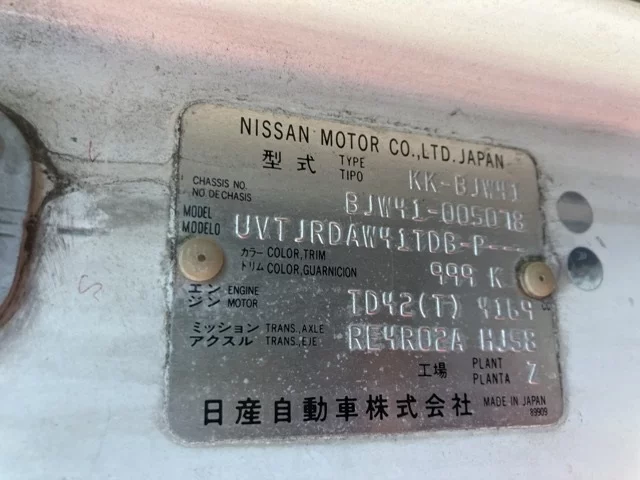 NISSAN MOTOR CO.,LTD. JAPAN
型式 TYPE TIPO KK-BJW41
CHASSIS NO. NO DE CHASIS BJW41-005078
MODEL MODELO UVTJRDAW41TDB-P---
カラー COLOR, TRIM トリム COLOR, GUARNICION 999 K
エンジン ENGINE MOTOR TD42(T) 4169
ミッション TRANS., AXLE アクスル TRANS., EJE RE4R02A HJ58
工場 PLANT PLANTA Z
日産自動車株式会社 MADE IN JAPAN
19909